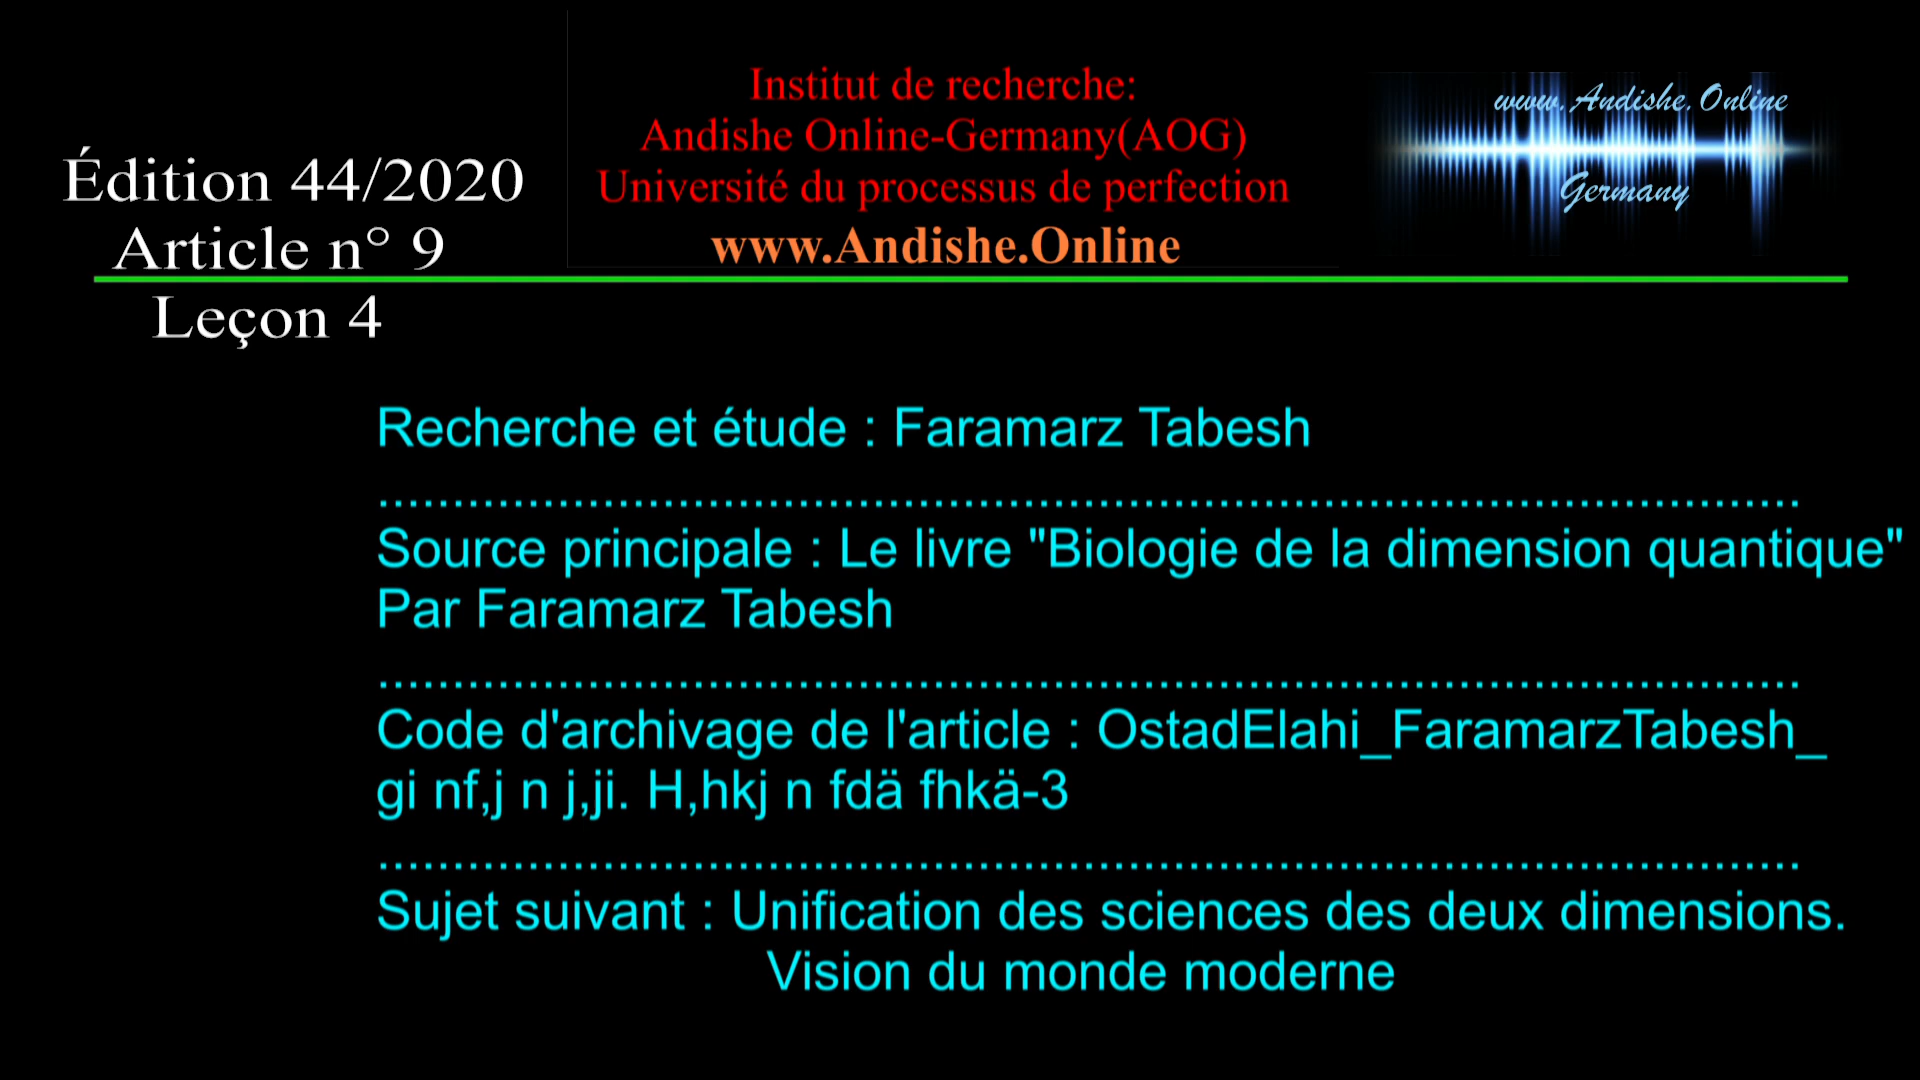 Édition 44/2020
Article n° 9
Leçon 4
Institut de recherche:
Andishe Online-Germany(AOG)
Université du processus de perfection
www.Andishe.Online
www.Andishe.Online
Germany
Recherche et étude : Faramarz Tabesh
...............................................................................................
Source principale : Le livre "Biologie de la dimension quantique"
Par Faramarz Tabesh
...............................................................................................
Code d'archivage de l'article : OstadElahi_FaramarzTabesh_
gi nf,j n j,ji. H,hkj n fdä fhkä-3
...............................................................................................
Sujet suivant : Unification des sciences des deux dimensions.
Vision du monde moderne